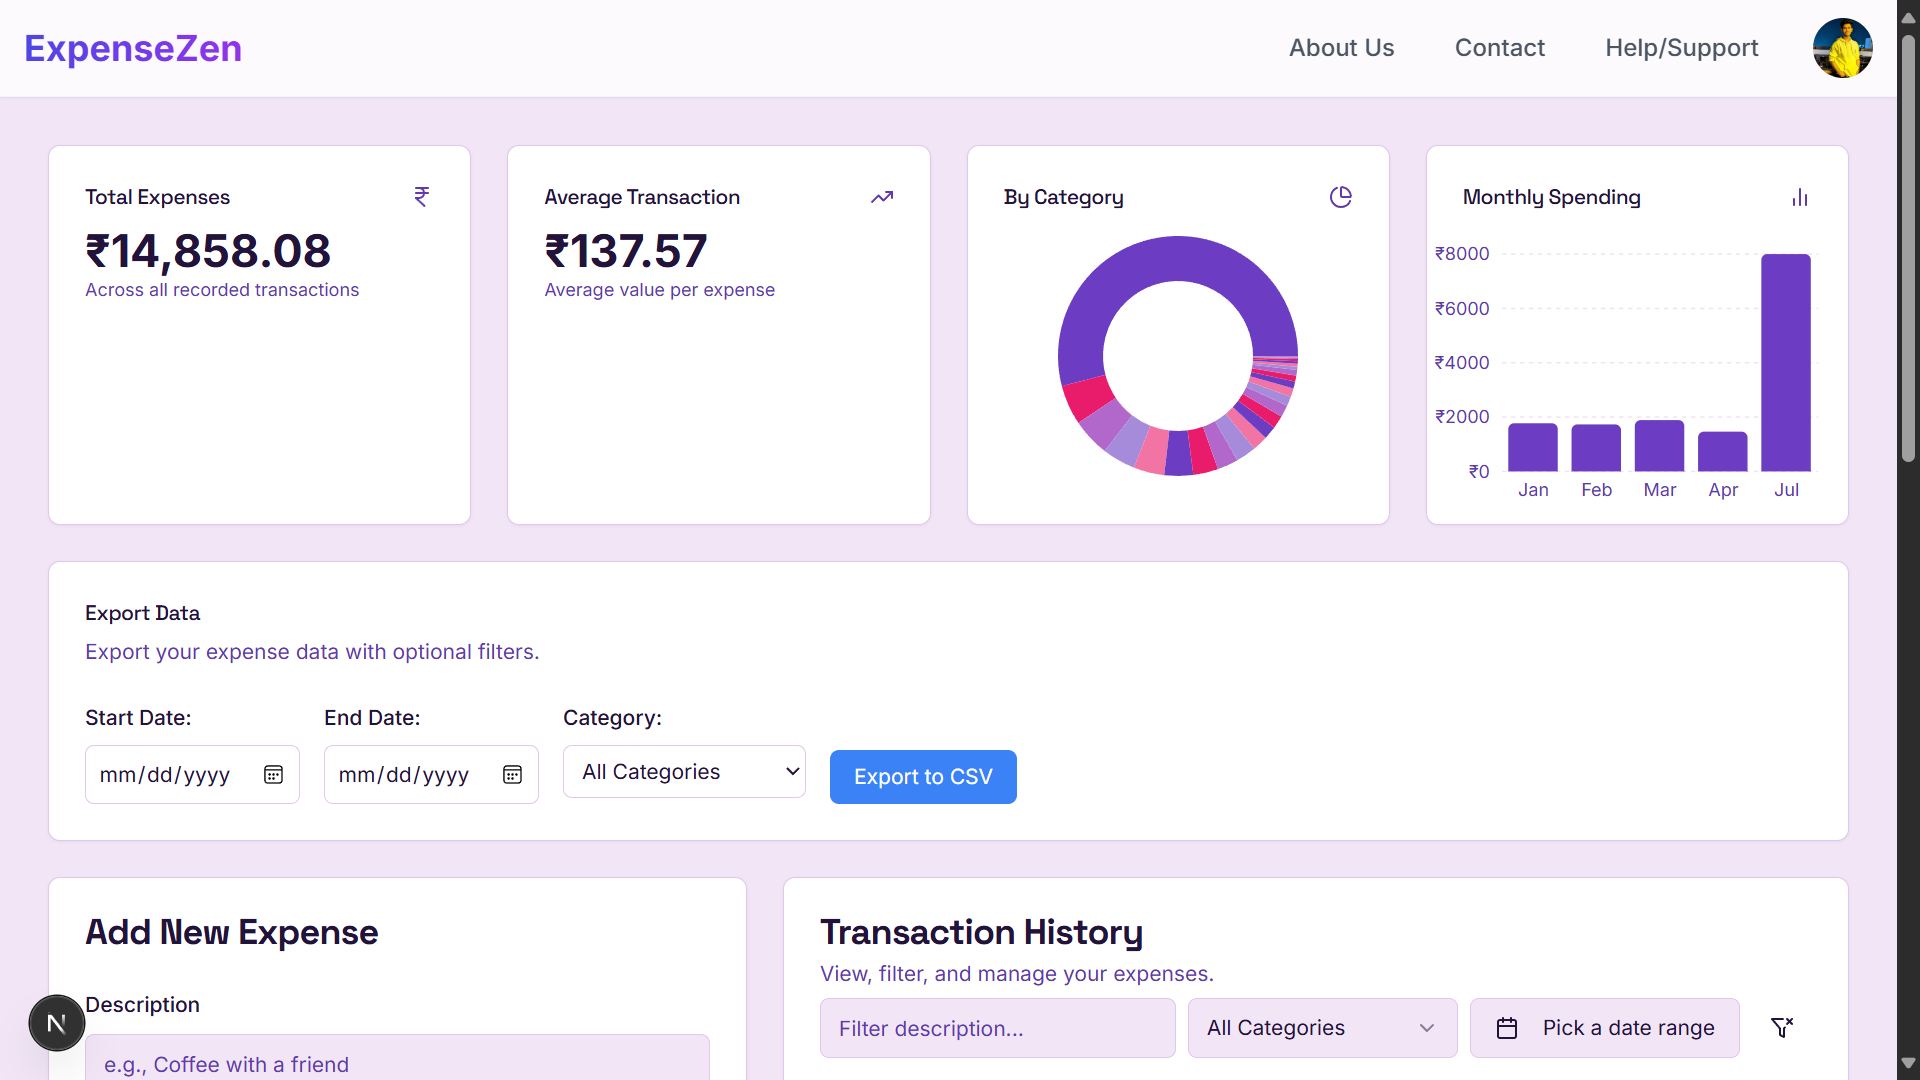 ExpenseZen
About Us
Contact
Help/Support
Total Expenses
₹14,858.08
Across all recorded transactions
Average Transaction
₹137.57
Average value per expense
By Category
Monthly Spending
₹8000
₹6000
₹4000
₹2000
₹0
Jan Feb Mar Apr Jul
Export Data
Export your expense data with optional filters.
Start Date:
mm/dd/yyyy
End Date:
mm/dd/yyyy
Category:
All Categories
Export to CSV
Add New Expense
Description
e.g., Coffee with a friend
Transaction History
View, filter, and manage your expenses.
Filter description...
All Categories
Pick a date range
N